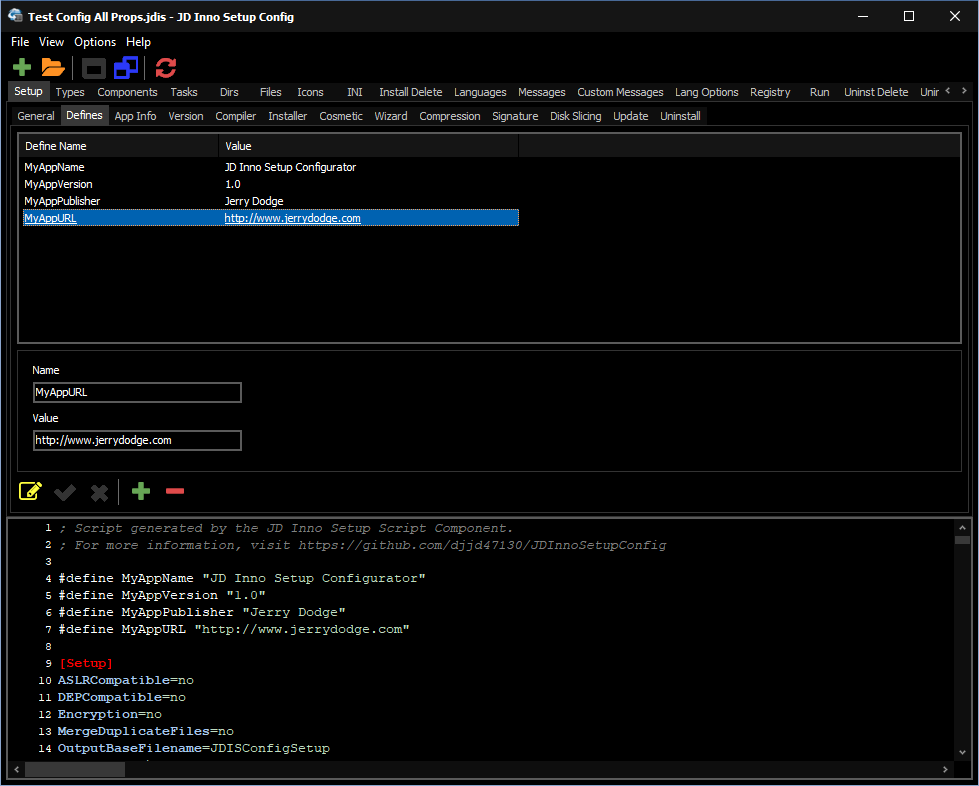 Test Config All Props.jdis - JD Inno Setup Config
File View Options Help
Setup Types Components Tasks Dirs Files Icons INI Install Delete Languages Messages Custom Messages Lang Options Registry Run Uninst Delete
General Defines App Info Version Compiler Installer Cosmetic Wizard Compression Signature Disk Slicing Update Uninstall
Define Name Value
MyAppName JD Inno Setup Configurator
MyAppVersion 1.0
MyAppPublisher Jerry Dodge
MyAppURL http://www.jerrydodge.com
Name
MyAppURL
Value
http://www.jerrydodge.com
1 ; Script generated by the JD Inno Setup Script Component.
2 ; For more information, visit https://github.com/djjd47130/JDInnoSetupConfig
3
4 #define MyAppName "JD Inno Setup Configurator"
5 #define MyAppVersion "1.0"
6 #define MyAppPublisher "Jerry Dodge"
7 #define MyAppURL "http://www.jerrydodge.com"
8
9 [Setup]
10 ASLRCompatible=no
11 DEPCompatible=no
12 Encryption=no
13 MergeDuplicateFiles=no
14 OutputBaseFilename=JDISConfigSetup